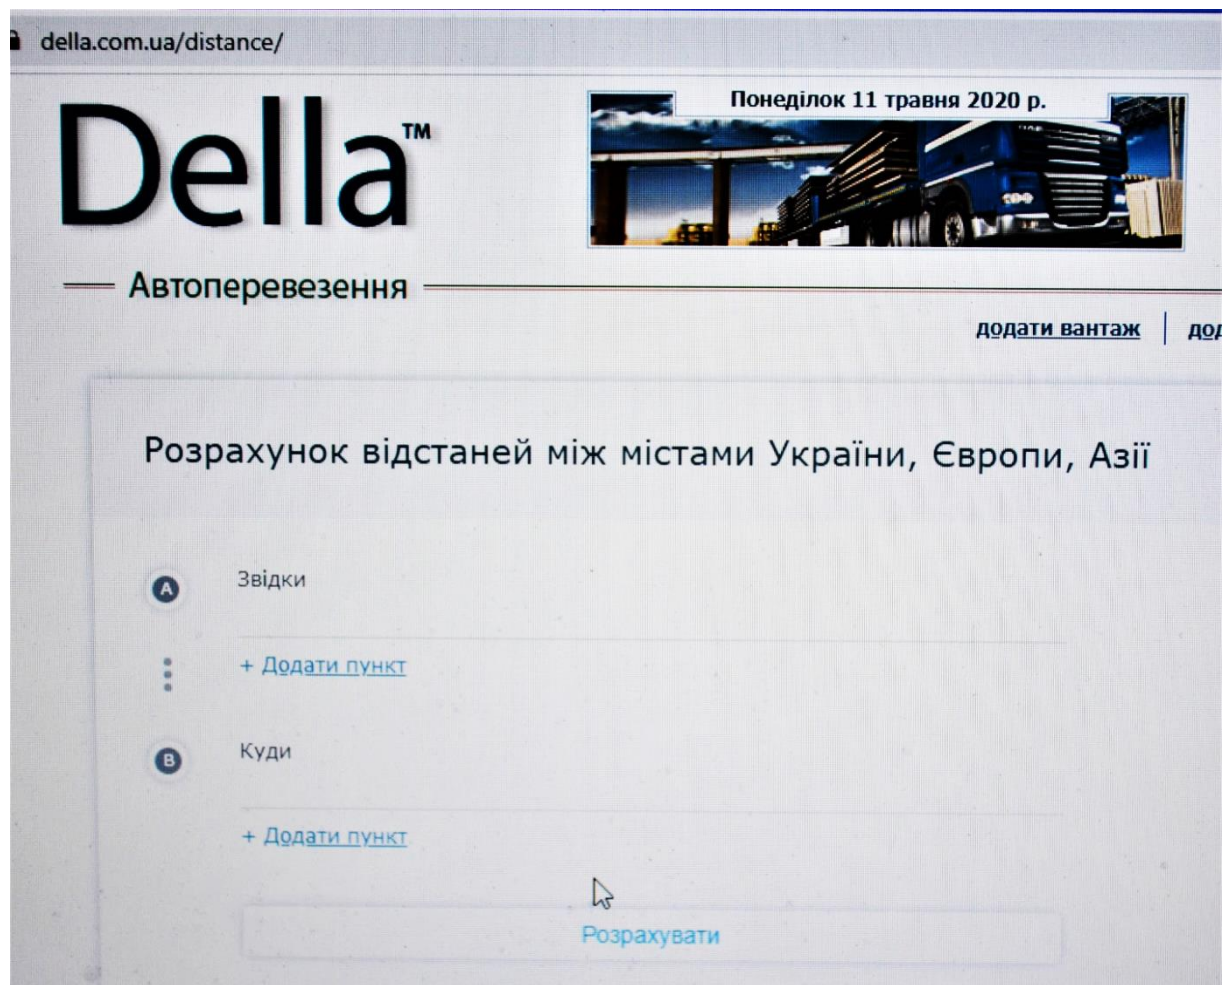 della.com.ua/distance/
Della™
Понеділок 11 травня 2020 р.
Автоперевезення
додати вантаж
Розрахунок відстаней між містами України, Європи, Азії
A
Звідки
+ Додати пункт
B
Куди
+ Додати пункт
Розрахувати